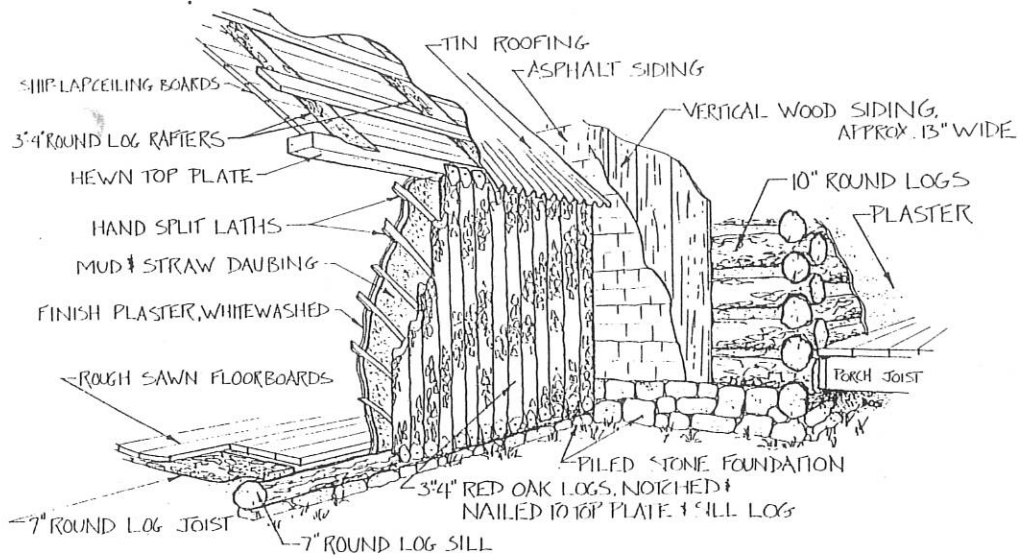 TIN ROOFING
ASPHALT SIDING
SHIP-LAP CEILING BOARDS
VERTICAL WOOD SIDING,
APPROX. 13" WIDE
3"-4" ROUND LOG RAFTERS
HEWN TOP PLATE
10" ROUND LOGS
PLASTER
HAND SPLIT LATHS
MUD & STRAW DAUBING
FINISH PLASTER, WHITEWASHED
ROUGH SAWN FLOORBOARDS
PORCH JOIST
PILED STONE FOUNDATION
3"4" RED OAK LOGS, NOTCHED &
NAILED TO TOP PLATE & SILL LOG
7" ROUND LOG JOIST
7" ROUND LOG SILL